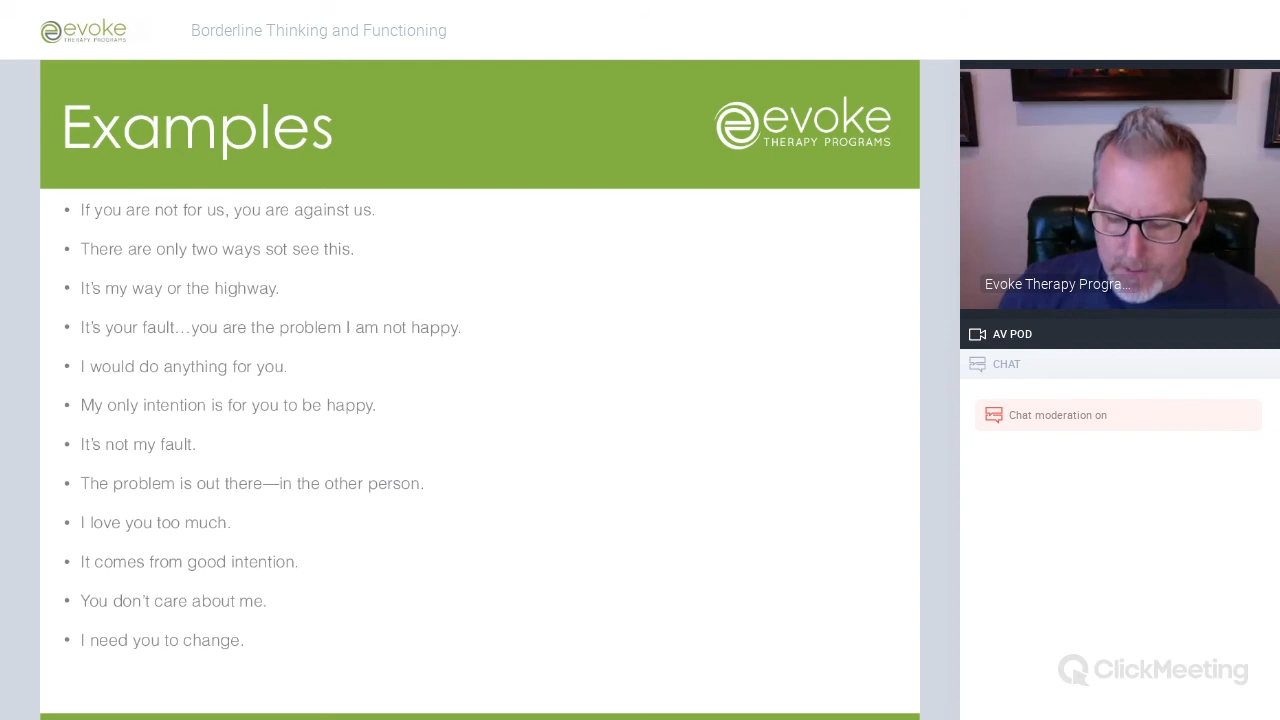 evoke
THERAPY PROGRAMS
Borderline Thinking and Functioning
Examples
evoke
THERAPY PROGRAMS
• If you are not for us, you are against us.
• There are only two ways sot see this.
• It’s my way or the highway.
• It’s your fault…you are the problem I am not happy.
• I would do anything for you.
• My only intention is for you to be happy.
• It’s not my fault.
• The problem is out there—in the other person.
• I love you too much.
• It comes from good intention.
• You don’t care about me.
• I need you to change.
Evoke Therapy Progra...
AV POD
CHAT
Chat moderation on
ClickMeeting